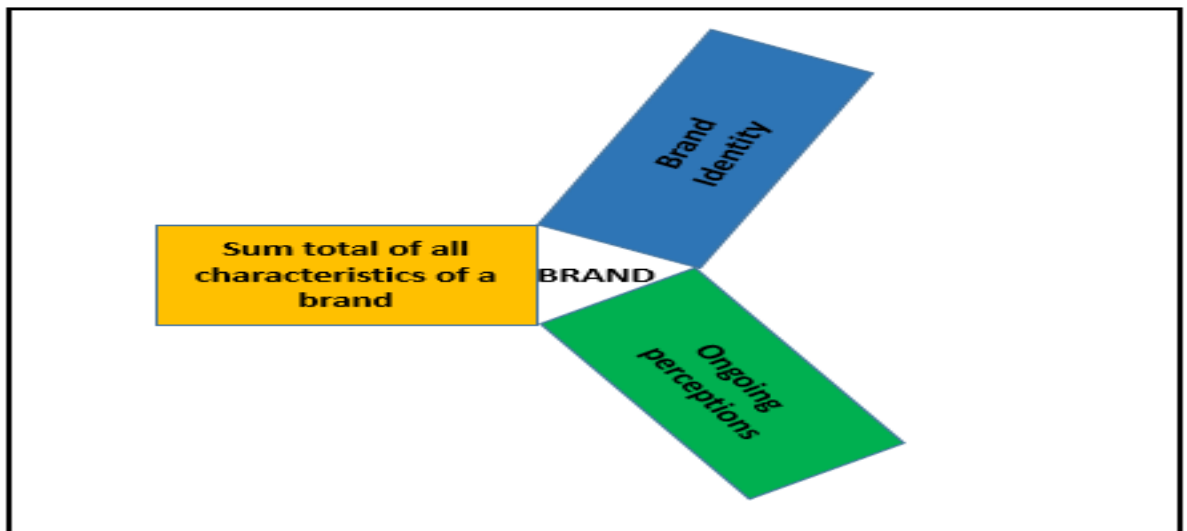 Brand
Identity
Sum total of all
characteristics of a
brand
BRAND
Ongoing
perceptions